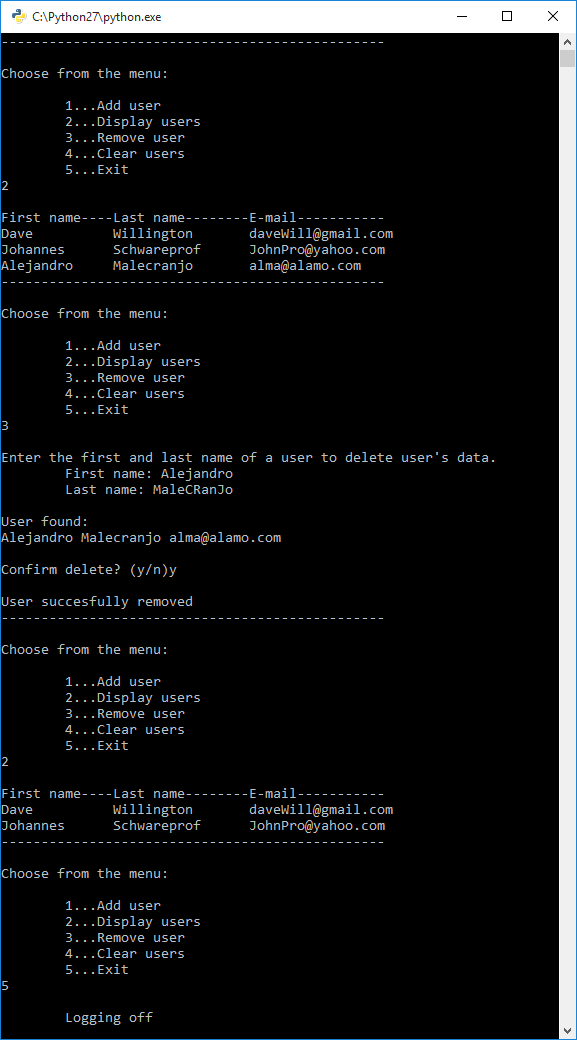 C:\Python27\python.exe
------------------------------------------------
Choose from the menu:
        1...Add user
        2...Display users
        3...Remove user
        4...Clear users
        5...Exit
2
First name----Last name--------E-mail-----------
Dave          Willington       daveWill@gmail.com
Johannes      Schwareprof      JohnPro@yahoo.com
Alejandro     Malecranjo       alma@alamo.com
------------------------------------------------
Choose from the menu:
        1...Add user
        2...Display users
        3...Remove user
        4...Clear users
        5...Exit
3
Enter the first and last name of a user to delete user's data.
        First name: Alejandro
        Last name: MaleCRanJo
User found:
Alejandro Malecranjo alma@alamo.com
Confirm delete? (y/n)y
User succesfully removed
------------------------------------------------
Choose from the menu:
        1...Add user
        2...Display users
        3...Remove user
        4...Clear users
        5...Exit
2
First name----Last name--------E-mail-----------
Dave          Willington       daveWill@gmail.com
Johannes      Schwareprof      JohnPro@yahoo.com
------------------------------------------------
Choose from the menu:
        1...Add user
        2...Display users
        3...Remove user
        4...Clear users
        5...Exit
5
        Logging off